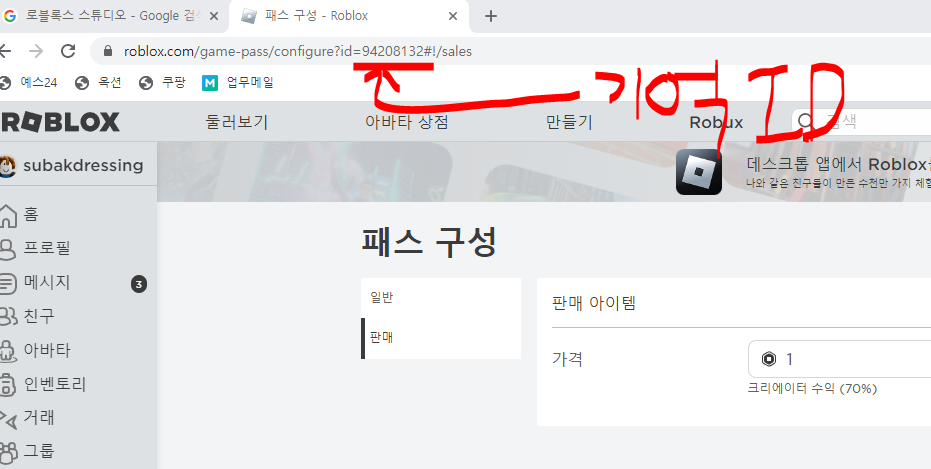 로블록스 스튜디오 - Google 검색
패스 구성 - Roblox
roblox.com/game-pass/configure?id=94208132#!/sales
예스24 옥션 쿠팡 M 업무메일
기억 ID
ROBLOX 둘러보기 아바타 상점 만들기 Robux 검색
subakdressing
데스크톱 앱에서 Roblox
나와 같은 친구들이 만든 수천만 가지 체험
홈
프로필
메시지 3
친구
아바타
인벤토리
거래
그룹
패스 구성
일반
판매
판매 아이템
가격 1
크리에이터 수익 (70%)